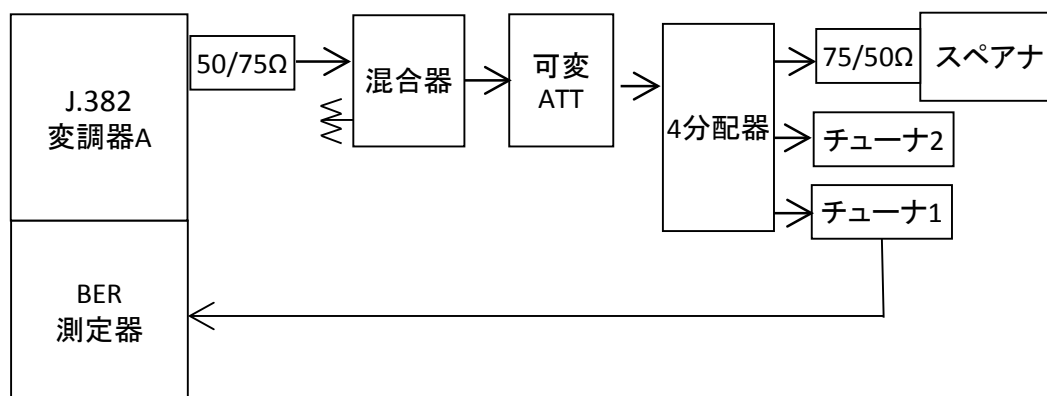 J.382
変調器A
50/75Ω
混合器
可変
ATT
4分配器
75/50Ω
スペアナ
チューナ2
チューナ1
BER
測定器